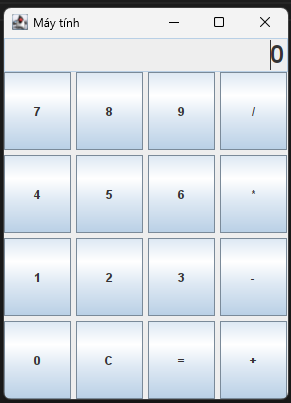 Máy tính
0
7 8 9 /
4 5 6 *
1 2 3 -
0 C = +